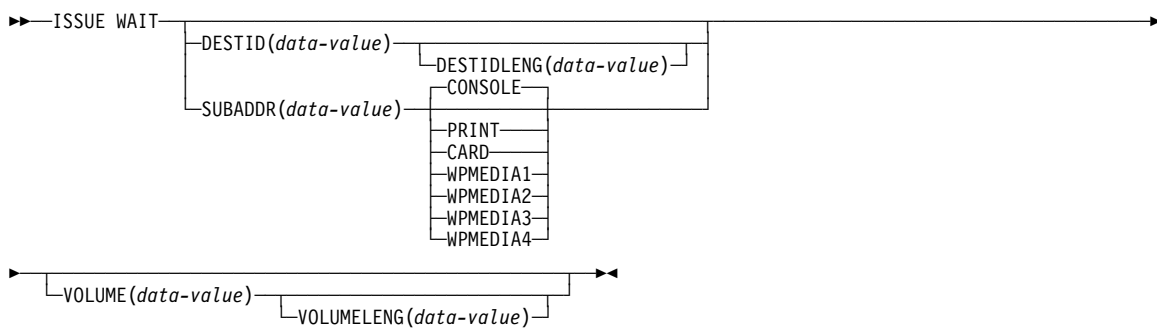 ISSUE WAIT
DESTID(data-value)
DESTIDLENG(data-value)
CONSOLE
SUBADDR(data-value)
PRINT
CARD
WPMEDIA1
WPMEDIA2
WPMEDIA3
WPMEDIA4
VOLUME(data-value)
VOLUMELENG(data-value)